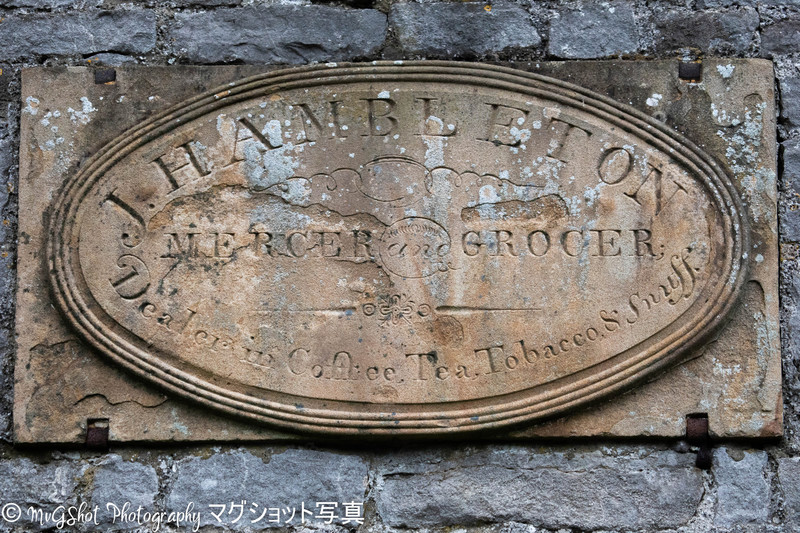 J. HAMBLETON
MERCER and GROCER,
Dealer in Coffee, Tea, Tobacco, & Snuff.
© MuGShot Photography マグショット写真